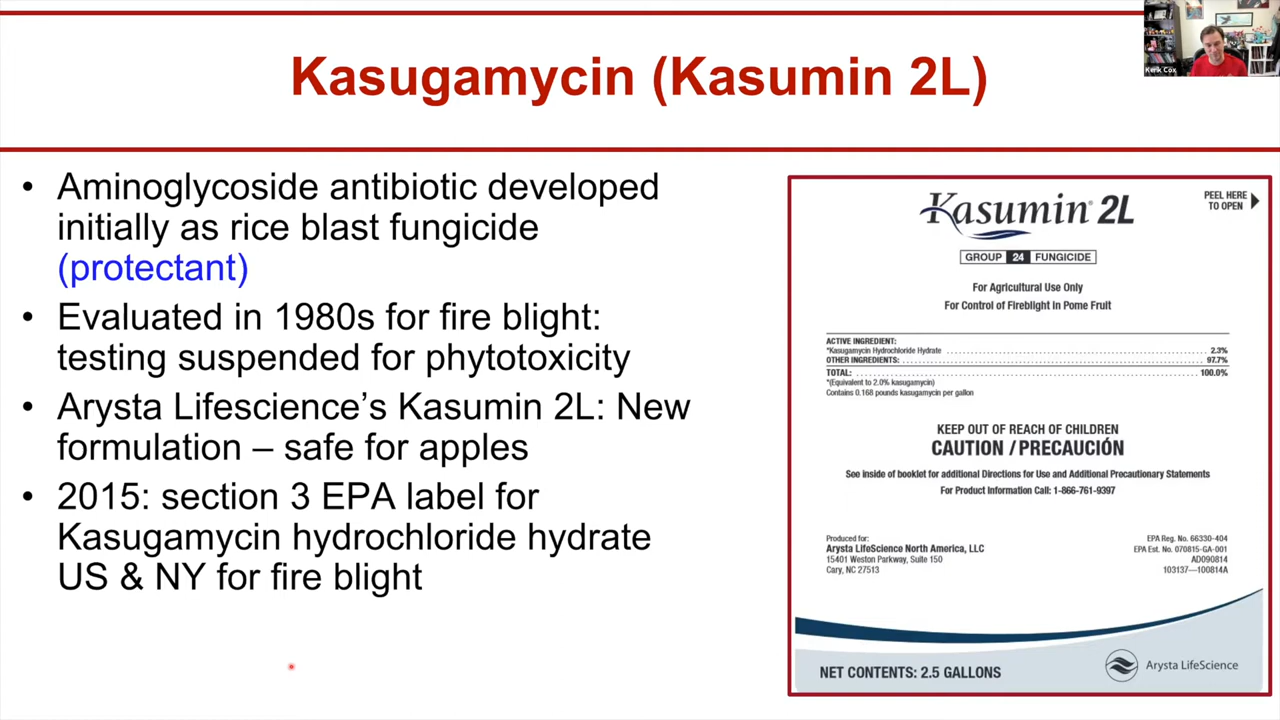 Kerik Cox
Kasugamycin (Kasumin 2L)
• Aminoglycoside antibiotic developed
initially as rice blast fungicide
(protectant)
• Evaluated in 1980s for fire blight:
testing suspended for phytotoxicity
• Arysta Lifescience’s Kasumin 2L: New
formulation – safe for apples
• 2015: section 3 EPA label for
Kasugamycin hydrochloride hydrate
US & NY for fire blight
PEEL HERE
TO OPEN
Kasumin® 2L
GROUP 24 FUNGICIDE
For Agricultural Use Only
For Control of Fireblight in Pome Fruit
ACTIVE INGREDIENT:
*Kasugamycin Hydrochloride Hydrate 2.3%
OTHER INGREDIENTS: 97.7%
TOTAL: 100.0%
*(Equivalent to 2.0% kasugamycin)
Contains 0.168 pounds kasugamycin per gallon
KEEP OUT OF REACH OF CHILDREN
CAUTION / PRECAUCIÓN
See inside of booklet for additional Directions for Use and Additional Precautionary Statements
For Product Information Call: 1-866-761-9397
Produced for:
Arysta LifeScience North America, LLC
15401 Weston Parkway, Suite 150
Cary, NC 27513
EPA Reg. No. 66330-404
EPA Est. No. 070815-GA-001
AD090814
103137—100814A
NET CONTENTS: 2.5 GALLONS
Arysta LifeScience